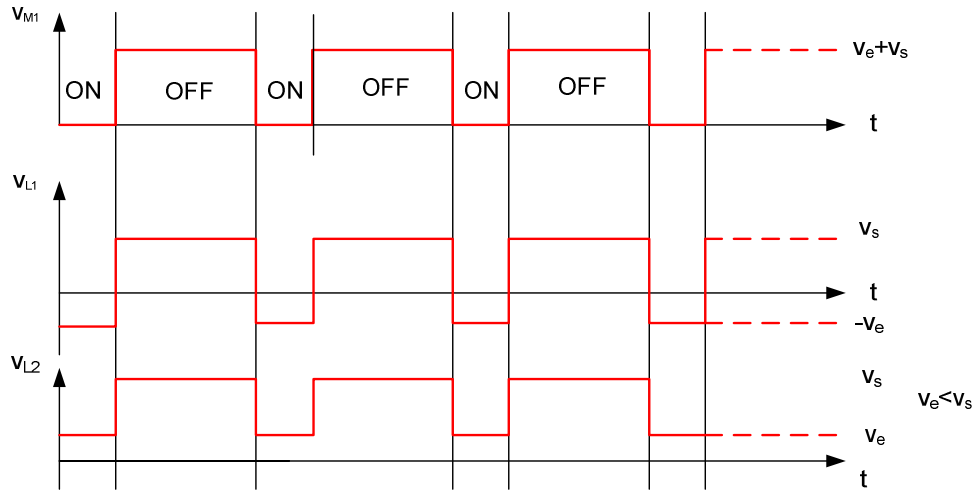 vM1
ve+vs
ON OFF ON OFF ON OFF
t
vL1
vs
t
-ve
vL2
vs
ve<vs
ve
t